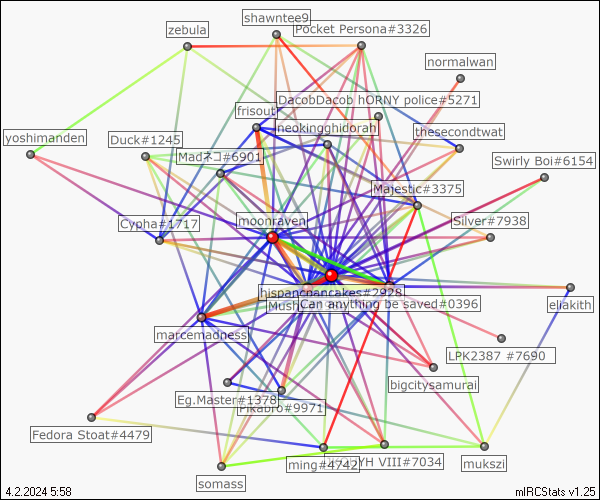 shawntee9
zebula
Pocket Persona#3326
normalwan
DacobDacob hORNY police#5271
frisout
neokingghidorah
thesecondtwat
yoshimanden
Duck#1245
Madネコ#6901
Swirly Boi#6154
Majestic#3375
Cypha#1717
moonraven
Silver#7938
hispancnancakes#2928
Mush
Can anything be saved#0396
eliakith
marcemadness
LPK2387 #7690
bigcitysamurai
Eg.Master#1378
Pikabro#9971
Fedora Stoat#4479
ming#4742
YH VIII#7034
mukszi
somass
4.2.2024 5:58
mIRCStats v1.25